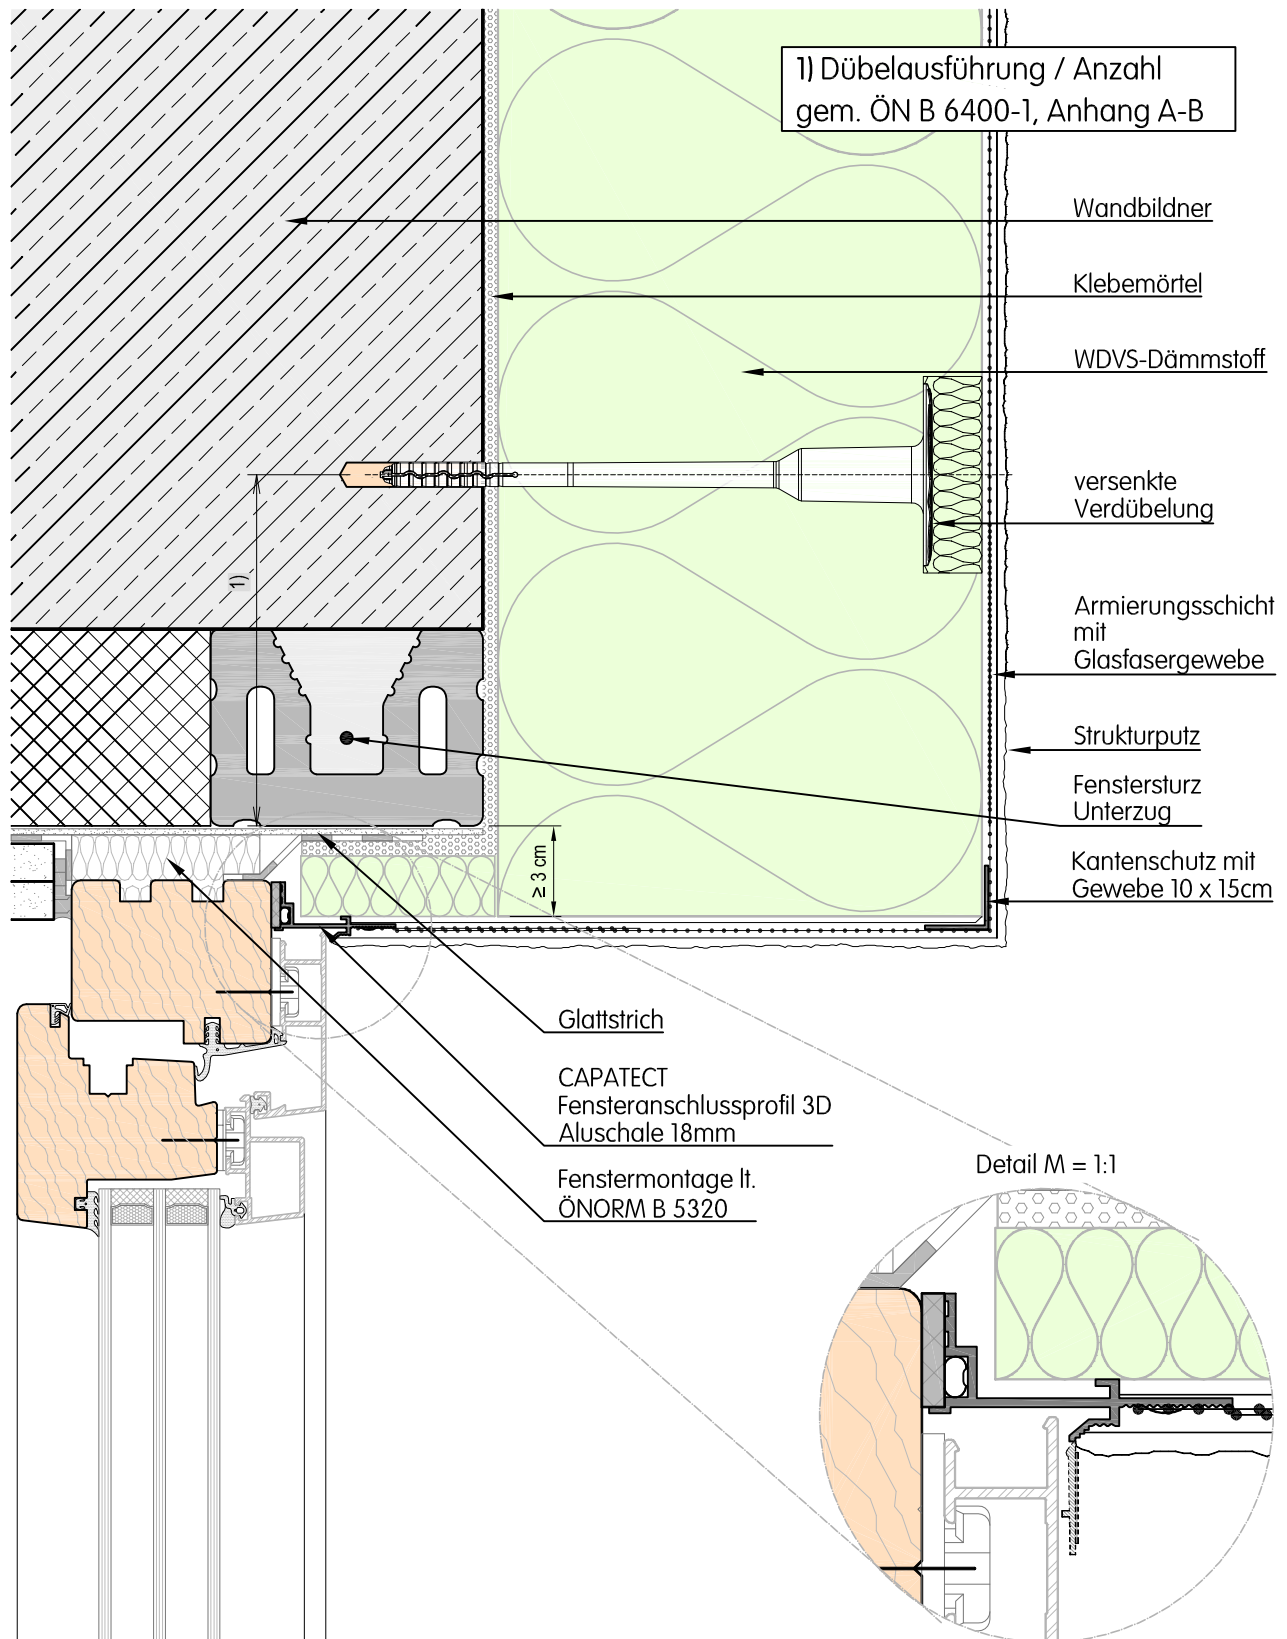 1) Dübelausführung / Anzahl
gem. ÖN B 6400-1, Anhang A-B
Wandbildner
Klebemörtel
WDVS-Dämmstoff
versenkte
Verdübelung
1)
Armierungsschicht
mit
Glasfasergewebe
Strukturputz
Fenstersturz
Unterzug
Kantenschutz mit
Gewebe 10 x 15cm
≥ 3 cm
Glattstrich
CAPATECT
Fensteranschlussprofil 3D
Aluschale 18mm
Fenstermontage lt.
ÖNORM B 5320
Detail M = 1:1